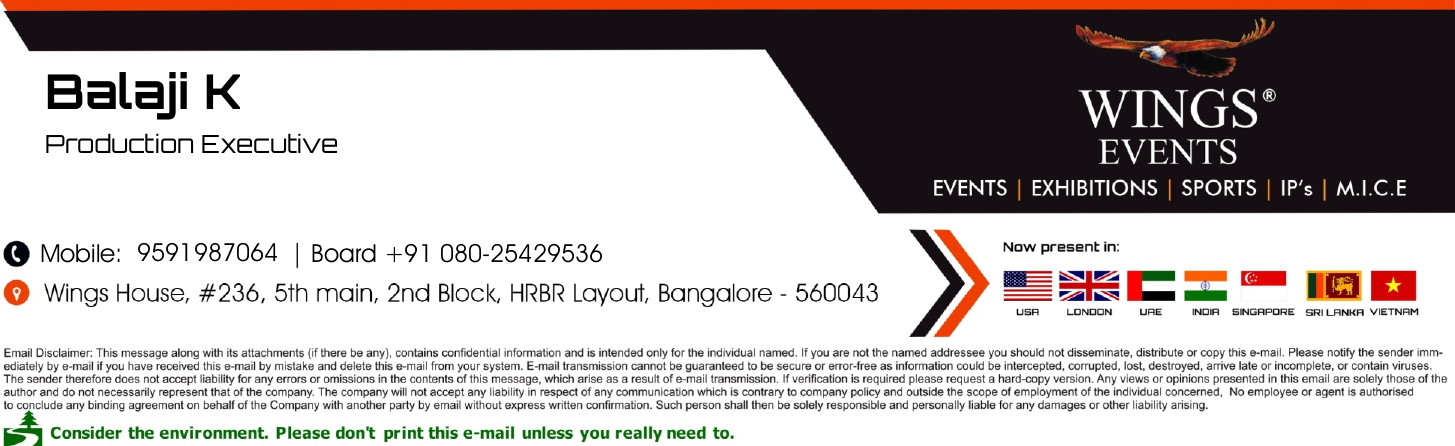 Balaji K
Production Executive
WINGS®
EVENTS
EVENTS | EXHIBITIONS | SPORTS | IP's | M.I.C.E
Mobile: 9591987064 | Board +91 080-25429536
Wings House, #236, 5th main, 2nd Block, HRBR Layout, Bangalore - 560043
Now present in:
USA LONDON UAE INDIA SINGAPORE SRI LANKA VIETNAM
Email Disclaimer: This message along with its attachments (if there be any), contains confidential information and is intended only for the individual named. If you are not the named addressee you should not disseminate, distribute or copy this e-mail. Please notify the sender imm-
ediately by e-mail if you have received this e-mail by mistake and delete this e-mail from your system. E-mail transmission cannot be guaranteed to be secure or error-free as information could be intercepted, corrupted, lost, destroyed, arrive late or incomplete, or contain viruses.
The sender therefore does not accept liability for any errors or omissions in the contents of this message, which arise as a result of e-mail transmission. If verification is required please request a hard-copy version. Any views or opinions presented in this email are solely those of the
author and do not necessarily represent that of the company. The company will not accept any liability in respect of any communication which is contrary to company policy and outside the scope of employment of the individual concerned, No employee or agent is authorised
to conclude any binding agreement on behalf of the Company with another party by email without express written confirmation. Such person shall then be solely responsible and personally liable for any damages or other liability arising.
Consider the environment. Please don't print this e-mail unless you really need to.